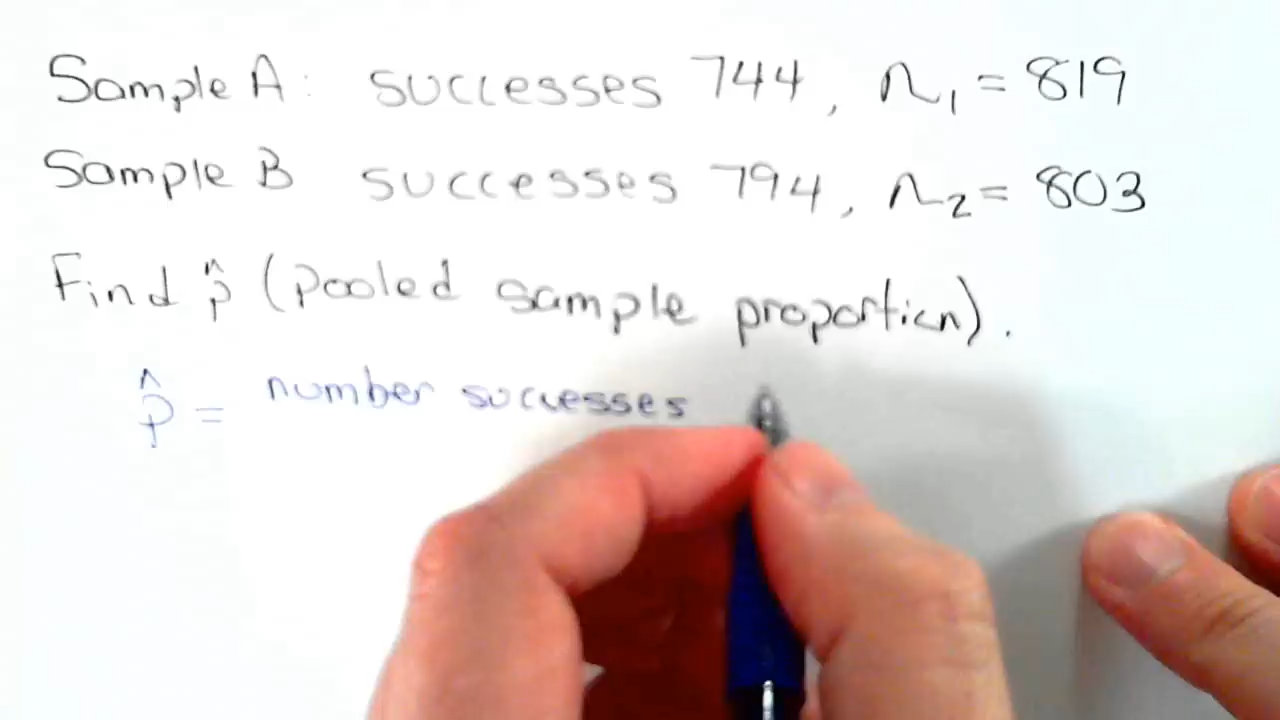 Sample A: successes 744, n₁ = 819
Sample B successes 794, n₂ = 803
Find p̂ (pooled sample proportion).
p̂ = number successes